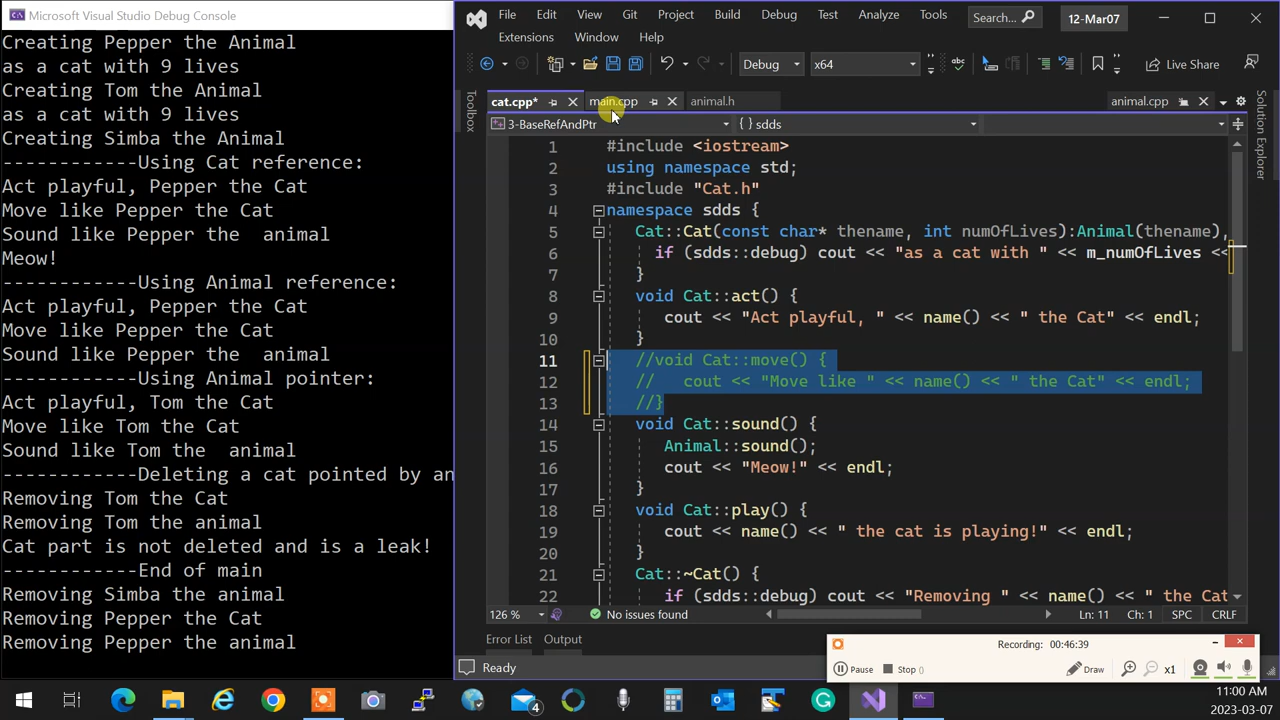 Microsoft Visual Studio Debug Console
Creating Pepper the Animal
as a cat with 9 lives
Creating Tom the Animal
as a cat with 9 lives
Creating Simba the Animal
------------Using Cat reference:
Act playful, Pepper the Cat
Move like Pepper the Cat
Sound like Pepper the  animal
Meow!
------------Using Animal reference:
Act playful, Pepper the Cat
Move like Pepper the Cat
Sound like Pepper the  animal
------------Using Animal pointer:
Act playful, Tom the Cat
Move like Tom the Cat
Sound like Tom the  animal
------------Deleting a cat pointed by an
Removing Tom the Cat
Removing Tom the animal
Cat part is not deleted and is a leak!
------------End of main
Removing Simba the animal
Removing Pepper the Cat
Removing Pepper the animal
File Edit View Git Project Build Debug Test Analyze Tools Search... 12-Mar07
Extensions Window Help
Debug x64 Live Share
Toolbox
cat.cpp* main.cpp animal.h animal.cpp
Solution Explorer
3-BaseRefAndPtr {} sdds
1 #include <iostream>
2 using namespace std;
3 #include "Cat.h"
4 namespace sdds {
5 Cat::Cat(const char* thename, int numOfLives):Animal(thename),
6 if (sdds::debug) cout << "as a cat with " << m_numOfLives <<
7 }
8 void Cat::act() {
9 cout << "Act playful, " << name() << " the Cat" << endl;
10 }
11 //void Cat::move() {
12 //   cout << "Move like " << name() << " the Cat" << endl;
13 //}
14 void Cat::sound() {
15 Animal::sound();
16 cout << "Meow!" << endl;
17 }
18 void Cat::play() {
19 cout << name() << " the cat is playing!" << endl;
20 }
21 Cat::~Cat() {
22 if (sdds::debug) cout << "Removing " << name() << " the Cat
126 % No issues found Ln: 11 Ch: 1 SPC CRLF
Error List Output
Ready
Recording: 00:46:39
Pause Stop () Draw x1
4
11:00 AM
2023-03-07